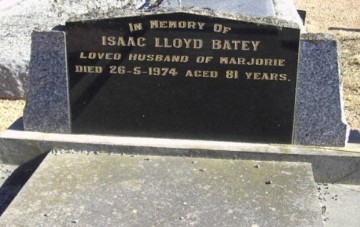 In Memory Of
ISAAC LLOYD BATEY
LOVED HUSBAND OF MARJORIE
DIED 26-5-1974 AGED 81 YEARS.